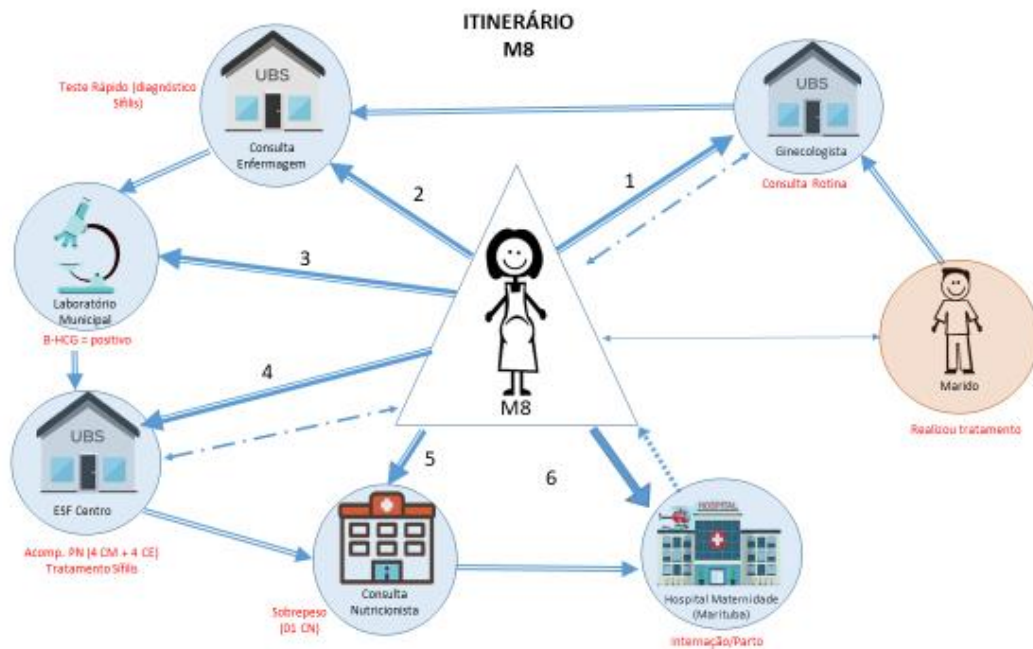 ITINERÁRIO
M8
UBS
Ginecologista
Consulta Rotina
1
UBS
Consulta
Enfermagem
Teste Rápido (diagnóstico
Sífilis)
2
Laboratório
Municipal
B-HCG = positivo
3
UBS
ESF Centro
Acomp. PN (4 CM + 4 CE)
Tratamento Sífilis
4
M8
Marido
Realizou tratamento
5
Consulta
Nutricionista
Sobrepeso
(01 CN)
6
HOSPITAL
Hospital Maternidade
(Marituba)
Internação/Parto